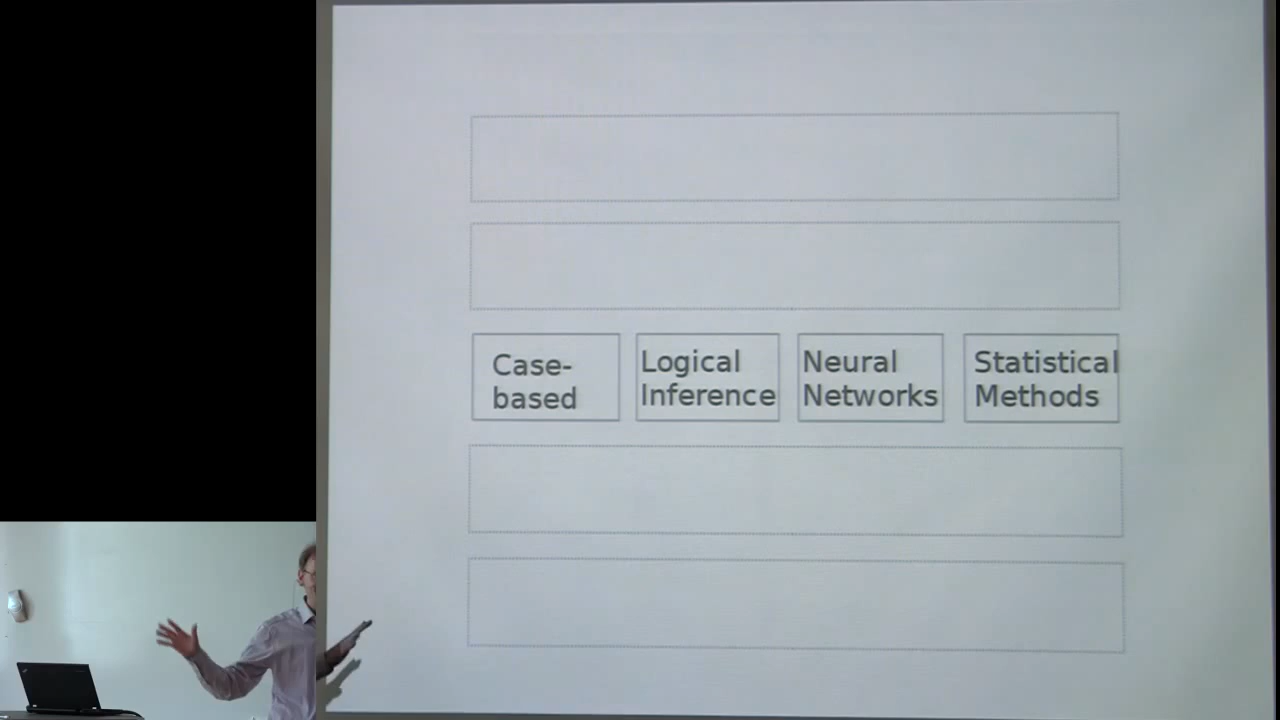 Case-
based
Logical
Inference
Neural
Networks
Statistical
Methods